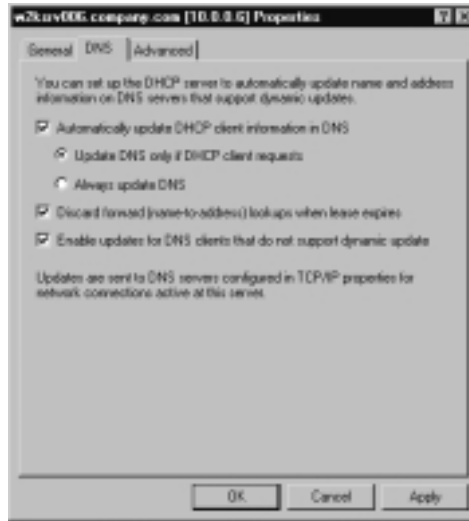 w2ksrv006.company.com [10.0.0.6] Properties
General
DNS
Advanced
You can set up the DHCP server to automatically update name and address
information on DNS servers that support dynamic updates.
Automatically update DHCP client information in DNS
Update DNS only if DHCP client requests
Always update DNS
Discard forward (name-to-address) lookups when lease expires
Enable updates for DNS clients that do not support dynamic update
Updates are sent to DNS servers configured in TCP/IP properties for
network connections active at this server.
OK
Cancel
Apply